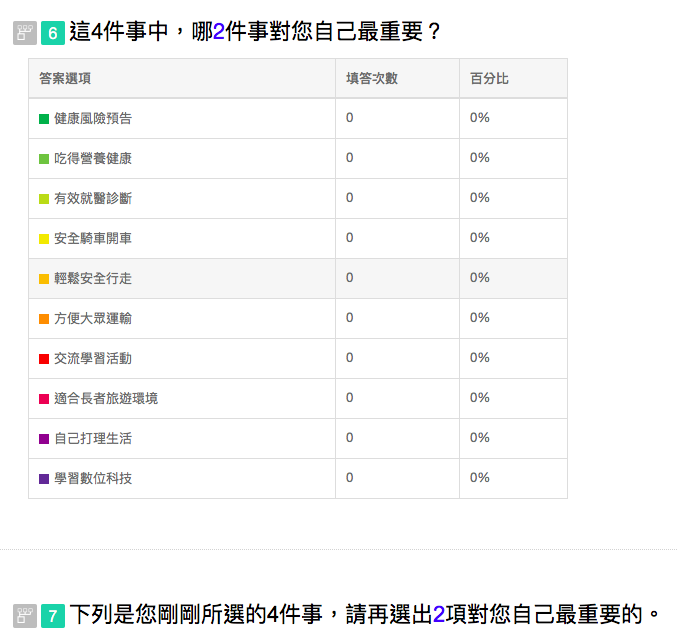 6 這4件事中，哪2件事對您自己最重要？
答案選項 填答次數 百分比
健康風險預告 0 0%
吃得營養健康 0 0%
有效就醫診斷 0 0%
安全騎車開車 0 0%
輕鬆安全行走 0 0%
方便大眾運輸 0 0%
交流學習活動 0 0%
適合長者旅遊環境 0 0%
自己打理生活 0 0%
學習數位科技 0 0%
7 下列是您剛剛所選的4件事，請再選出2項對您自己最重要的。